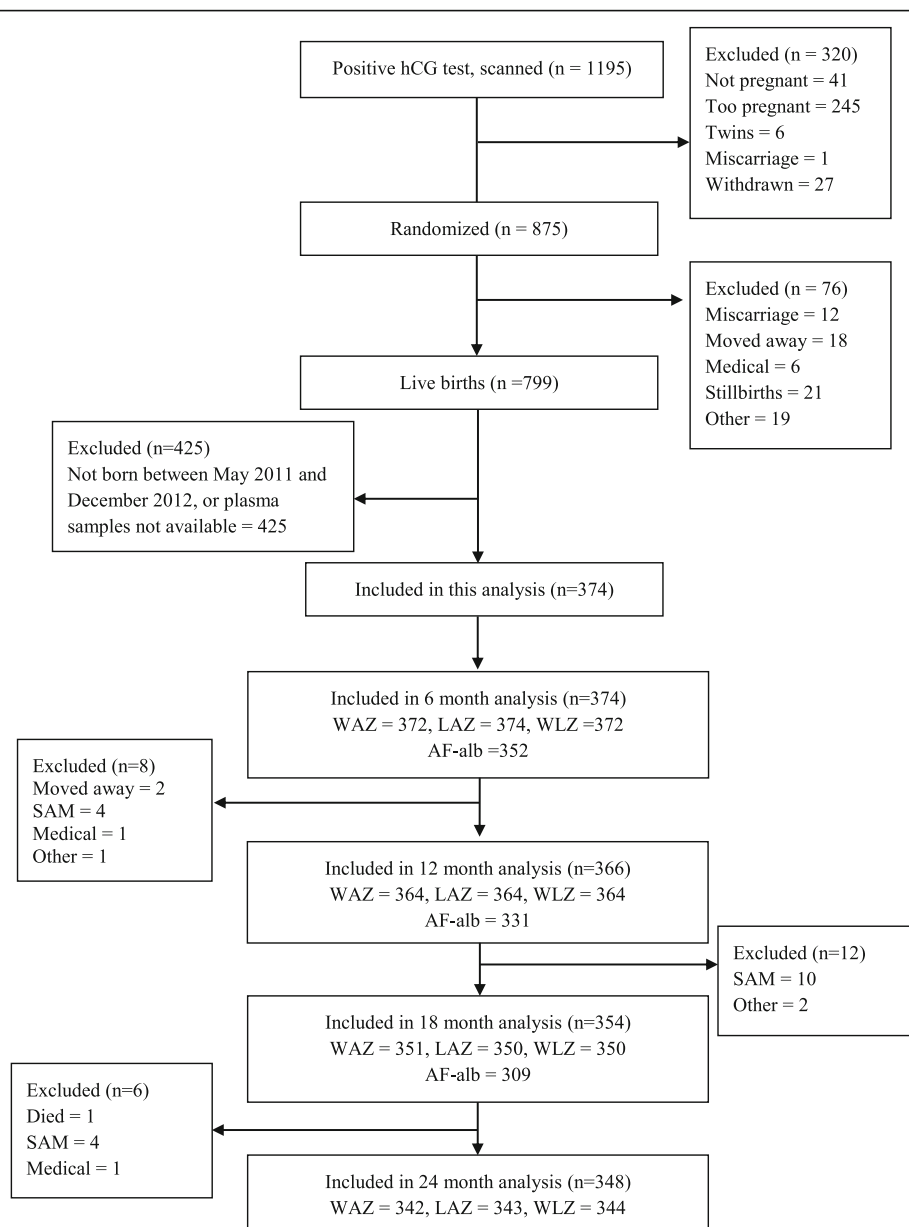 Positive hCG test, scanned (n = 1195)
Excluded (n = 320)
Not pregnant = 41
Too pregnant = 245
Twins = 6
Miscarriage = 1
Withdrawn = 27
Randomized (n = 875)
Excluded (n = 76)
Miscarriage = 12
Moved away = 18
Medical = 6
Stillbirths = 21
Other = 19
Live births (n =799)
Excluded (n=425)
Not born between May 2011 and
December 2012, or plasma
samples not available = 425
Included in this analysis (n=374)
Included in 6 month analysis (n=374)
WAZ = 372, LAZ = 374, WLZ =372
AF-alb =352
Excluded (n=8)
Moved away = 2
SAM = 4
Medical = 1
Other = 1
Included in 12 month analysis (n=366)
WAZ = 364, LAZ = 364, WLZ = 364
AF-alb = 331
Excluded (n=12)
SAM = 10
Other = 2
Included in 18 month analysis (n=354)
WAZ = 351, LAZ = 350, WLZ = 350
AF-alb = 309
Excluded (n=6)
Died = 1
SAM = 4
Medical = 1
Included in 24 month analysis (n=348)
WAZ = 342, LAZ = 343, WLZ = 344